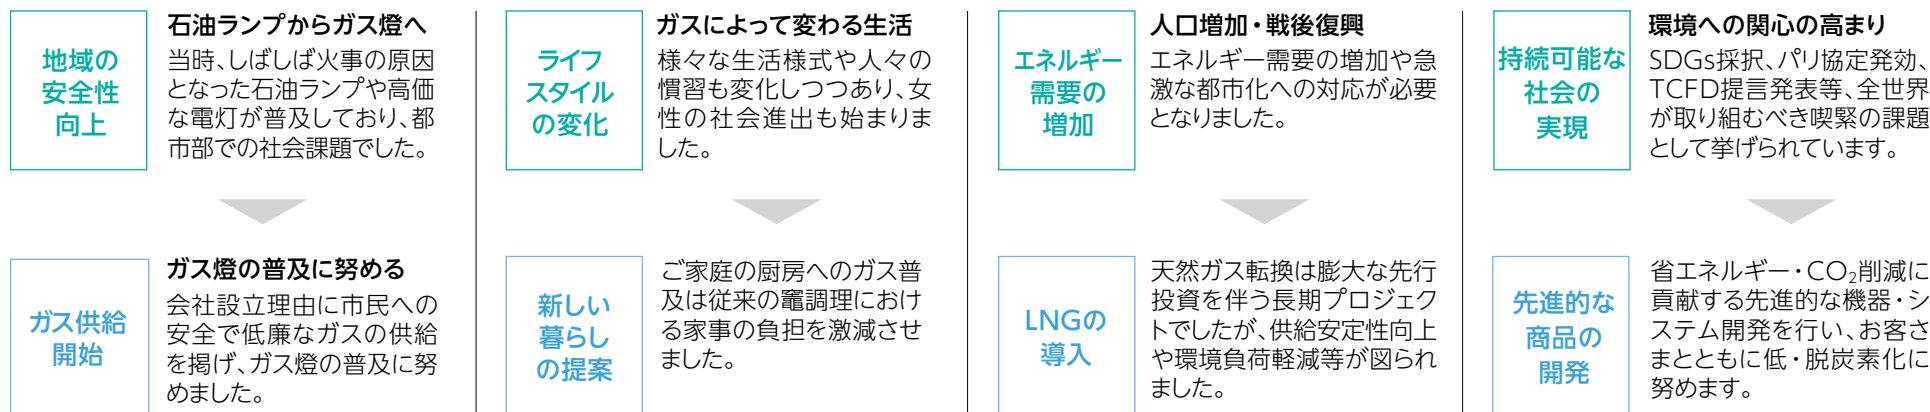 地域の
安全性
向上
石油ランプからガス燈へ
当時、しばしば火事の原因
となった石油ランプや高価
な電灯が普及しており、都
市部での社会課題でした。
ガス供給
開始
ガス燈の普及に努める
会社設立理由に市民への
安全で低廉なガスの供給
を掲げ、ガス燈の普及に努
めました。
ライフ
スタイル
の変化
ガスによって変わる生活
様々な生活様式や人々の
慣習も変化しつつあり、女
性の社会進出も始まりま
した。
新しい
暮らし
の提案
ご家庭の厨房へのガス普
及は従来の竈調理におけ
る家事の負担を激減させ
ました。
エネルギー
需要の
増加
人口増加・戦後復興
エネルギー需要の増加や急
激な都市化への対応が必要
となりました。
LNGの
導入
天然ガス転換は膨大な先行
投資を伴う長期プロジェク
トでしたが、供給安定性向上
や環境負荷軽減等が図られ
ました。
持続可能な
社会の
実現
環境への関心の高まり
SDGs採択、パリ協定発効、
TCFD提言発表等、全世界
が取り組むべき喫緊の課題
として挙げられています。
先進的な
商品の
開発
省エネルギー・CO₂削減に
貢献する先進的な機器・シ
ステム開発を行い、お客さ
まとともに低・脱炭素化に
努めます。